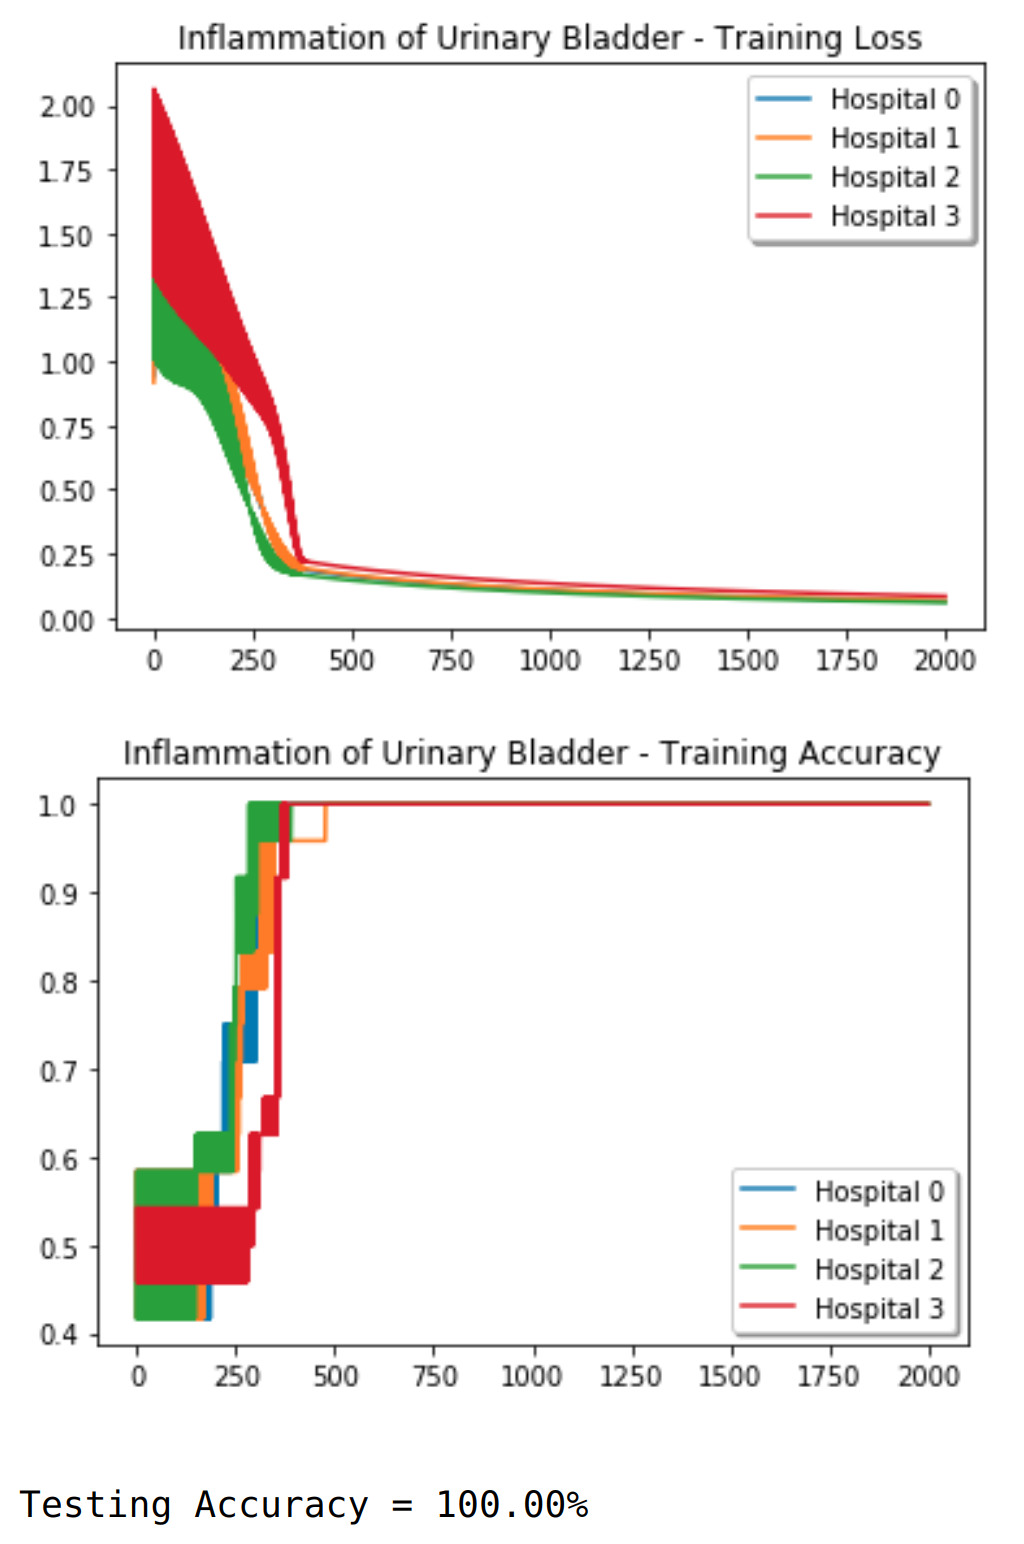 Inflammation of Urinary Bladder - Training Loss
Hospital 0
Hospital 1
Hospital 2
Hospital 3
2.00
1.75
1.50
1.25
1.00
0.75
0.50
0.25
0.00
0 250 500 750 1000 1250 1500 1750 2000
Inflammation of Urinary Bladder - Training Accuracy
1.0
0.9
0.8
0.7
0.6
0.5
0.4
Hospital 0
Hospital 1
Hospital 2
Hospital 3
0 250 500 750 1000 1250 1500 1750 2000
Testing Accuracy = 100.00%